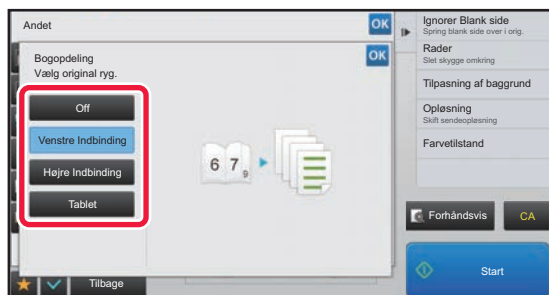 Andet
OK
Bogopdeling
Vælg original ryg.
OK
Off
Venstre Indbinding
Højre Indbinding
Tablet
6 7
9
Tilbage
Ignorer Blank side
Spring blank side over i orig.
Rader
Slet skygge omkring
Tilpasning af baggrund
Opløsning
Skift sendeopløsning
Farvetilstand
Forhåndsvis
CA
Start